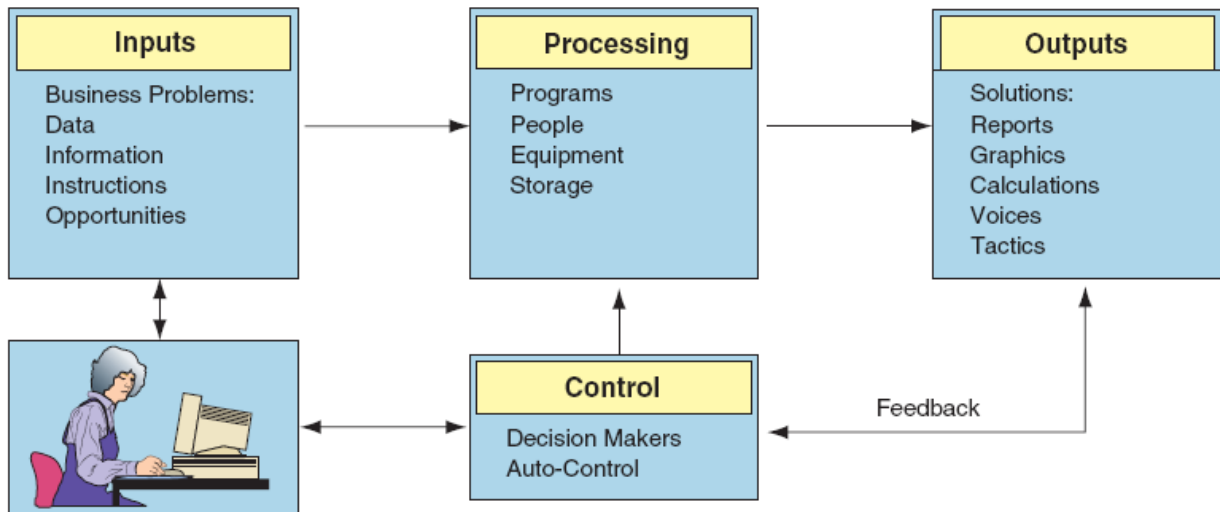 Inputs
Business Problems:
Data
Information
Instructions
Opportunities
Processing
Programs
People
Equipment
Storage
Outputs
Solutions:
Reports
Graphics
Calculations
Voices
Tactics
Control
Decision Makers
Auto-Control
Feedback